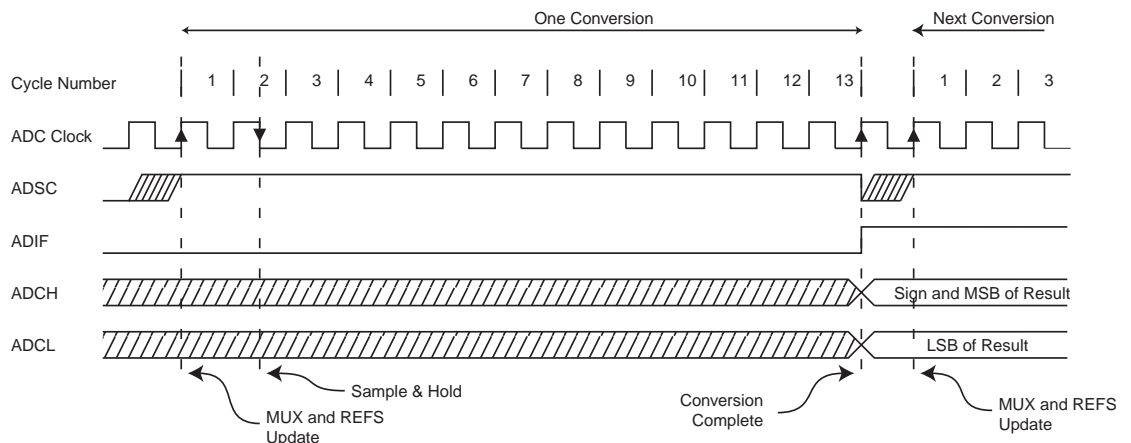 One Conversion
Next Conversion
Cycle Number 1 2 3 4 5 6 7 8 9 10 11 12 13 1 2 3
ADC Clock
ADSC
ADIF
ADCH
Sign and MSB of Result
ADCL
LSB of Result
MUX and REFS
Update
Sample & Hold
Conversion
Complete
MUX and REFS
Update